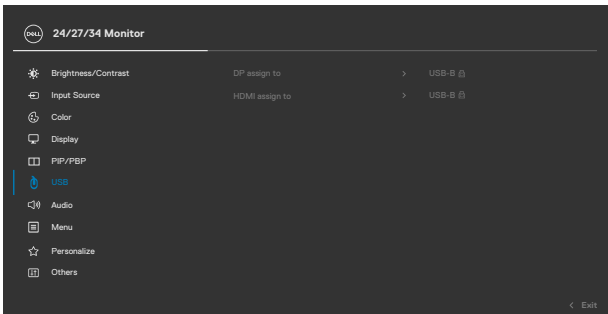 DELL 24/27/34 Monitor
Brightness/Contrast DP assign to > USB-B
Input Source HDMI assign to > USB-B
Color
Display
PIP/PBP
USB
Audio
Menu
Personalize
Others
< Exit